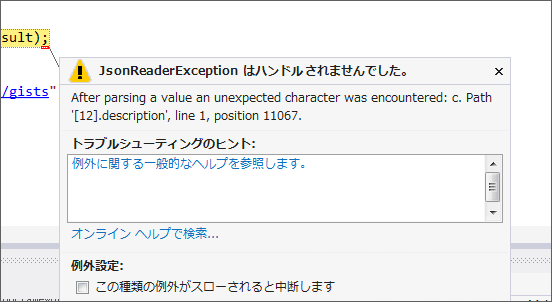 sult);
/gists"
JsonReaderException はハンドルされませんでした。
After parsing a value an unexpected character was encountered: c. Path
'[12].description', line 1, position 11067.
トラブルシューティングのヒント:
例外に関する一般的なヘルプを参照します。
オンライン ヘルプで検索...
例外設定:
この種類の例外がスローされると中断します